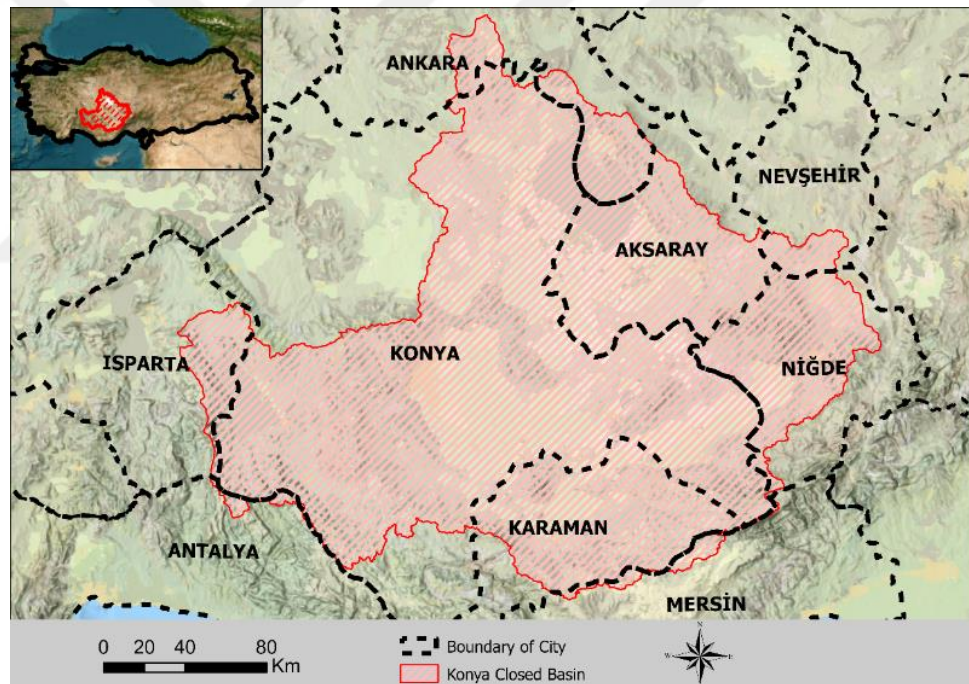 ANKARA
NEVŞEHİR
AKSARAY
ISPARTA
KONYA
NİĞDE
KARAMAN
ANTALYA
MERSİN
0 20 40 80
Km
Boundary of City
Konya Closed Basin
N
W
E
S